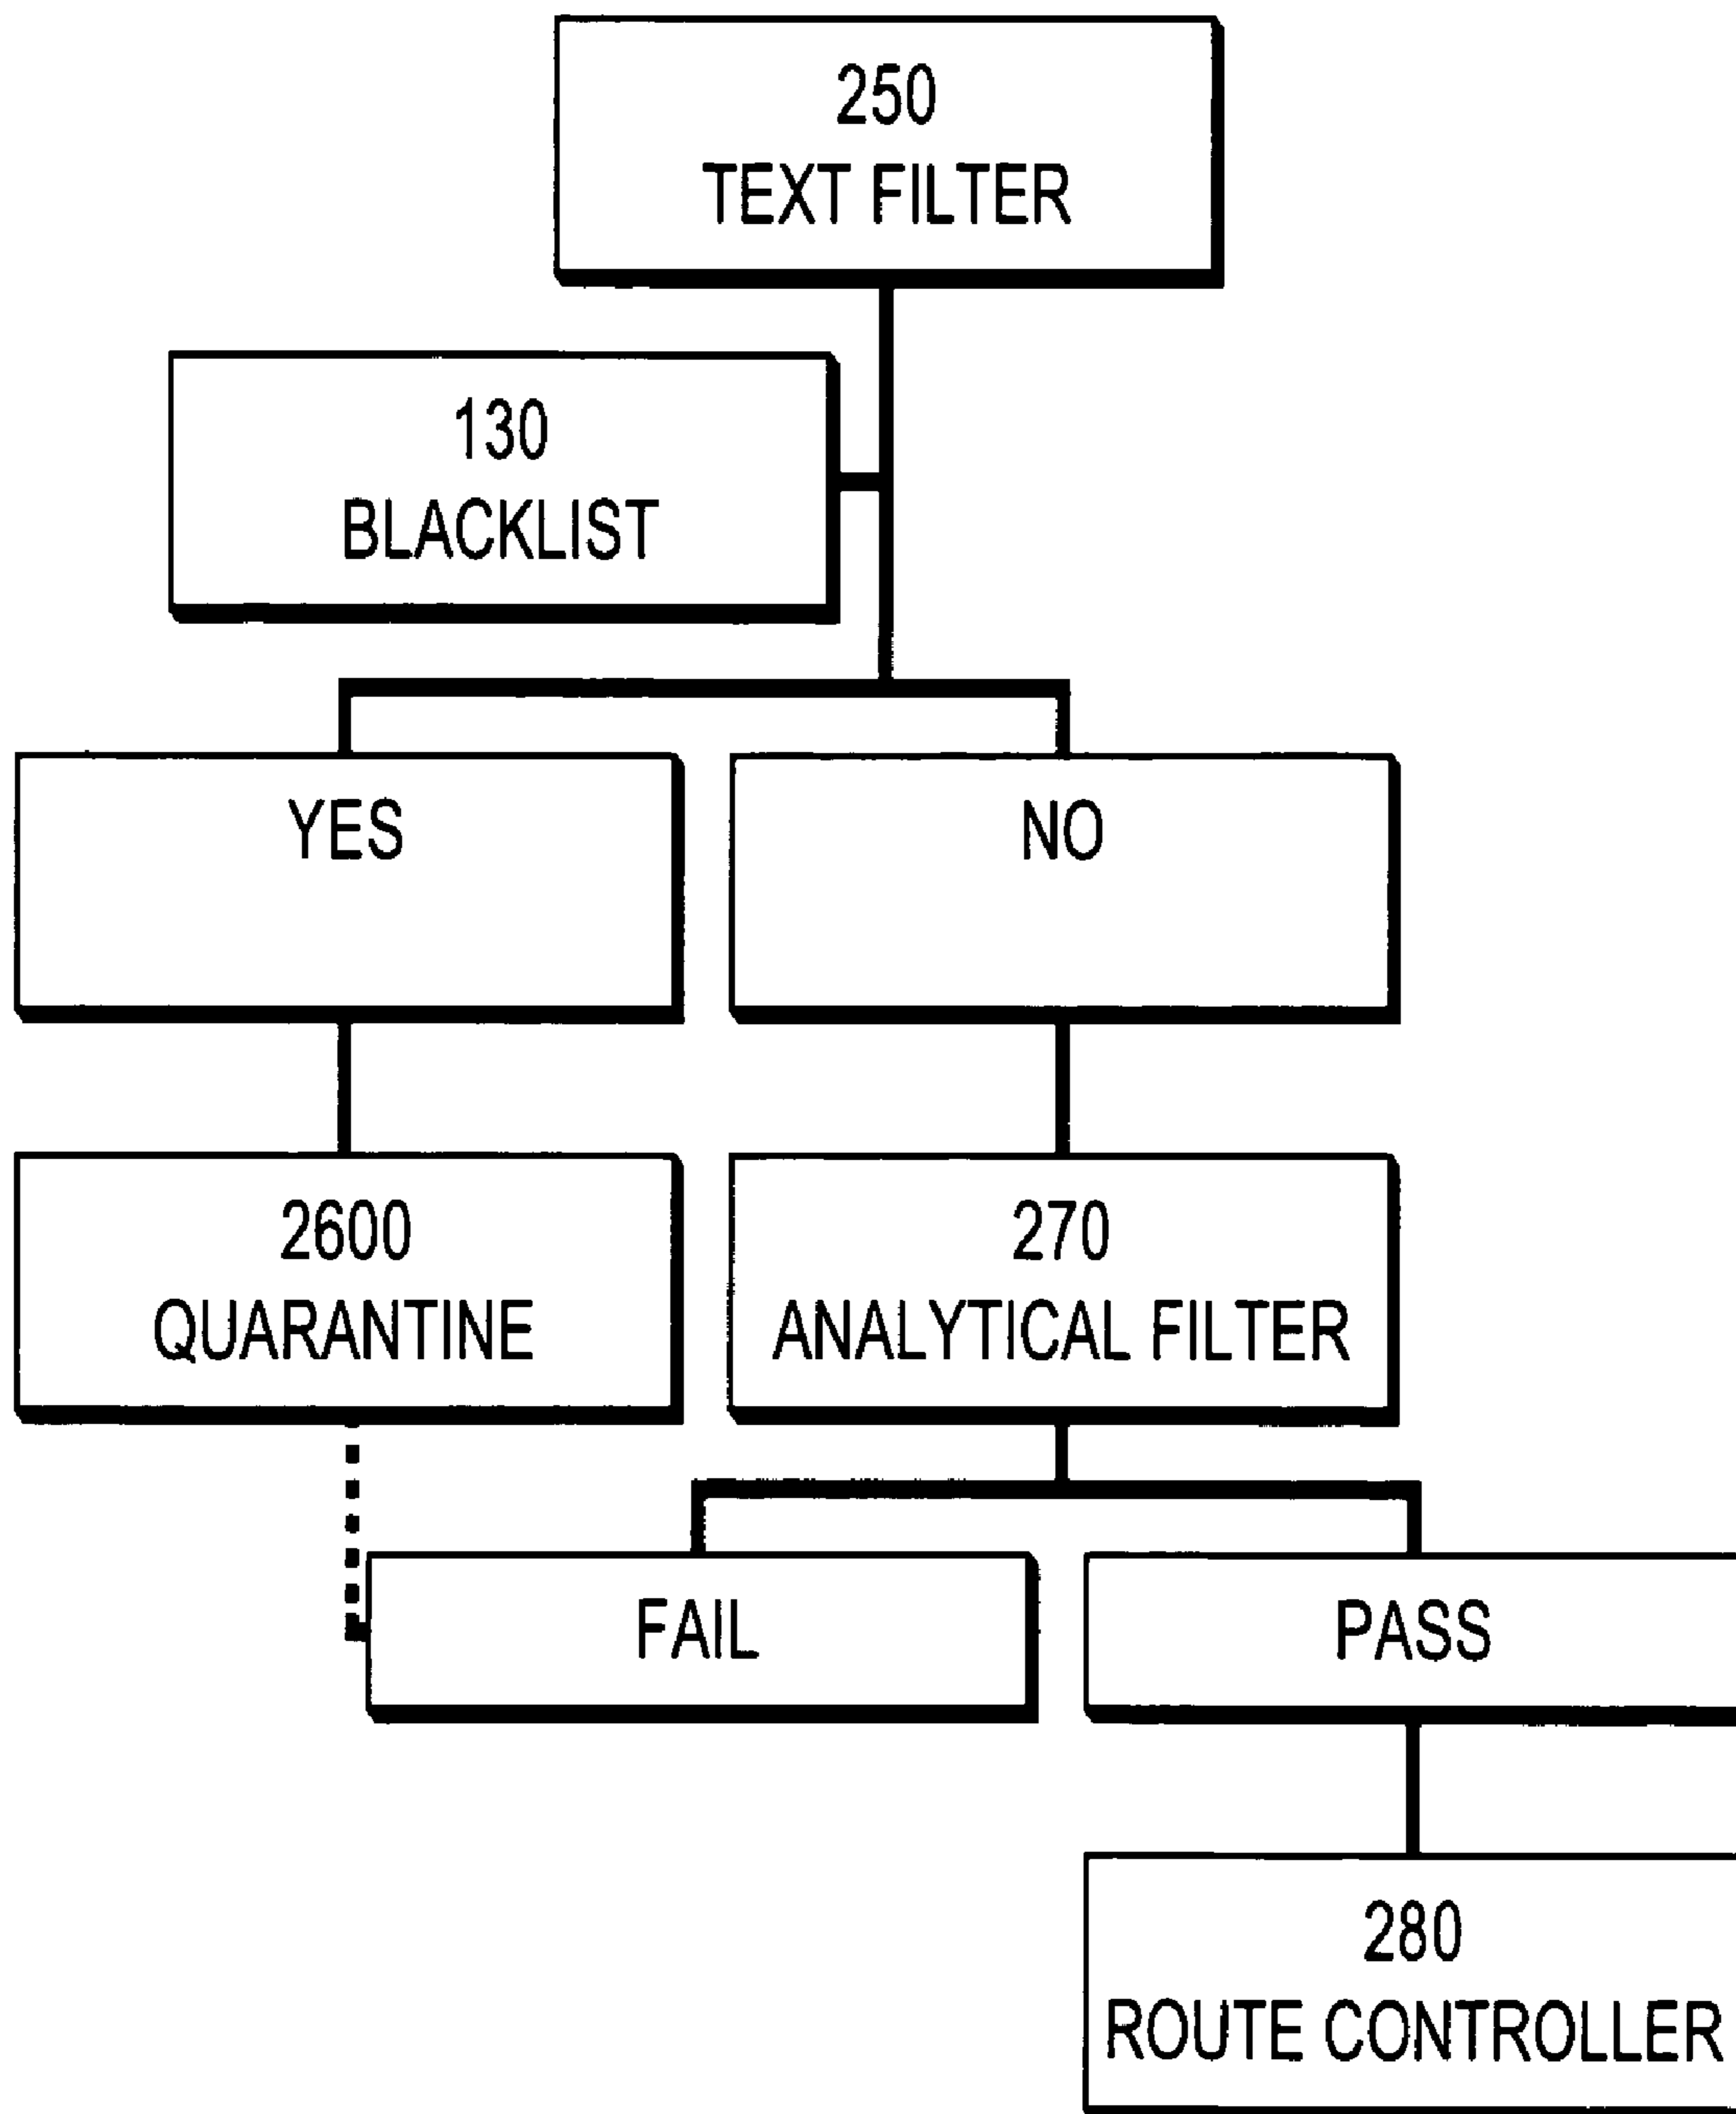 250
TEXT FILTER
130
BLACKLIST
YES
NO
2600
QUARANTINE
270
ANALYTICAL FILTER
FAIL
PASS
280
ROUTE CONTROLLER